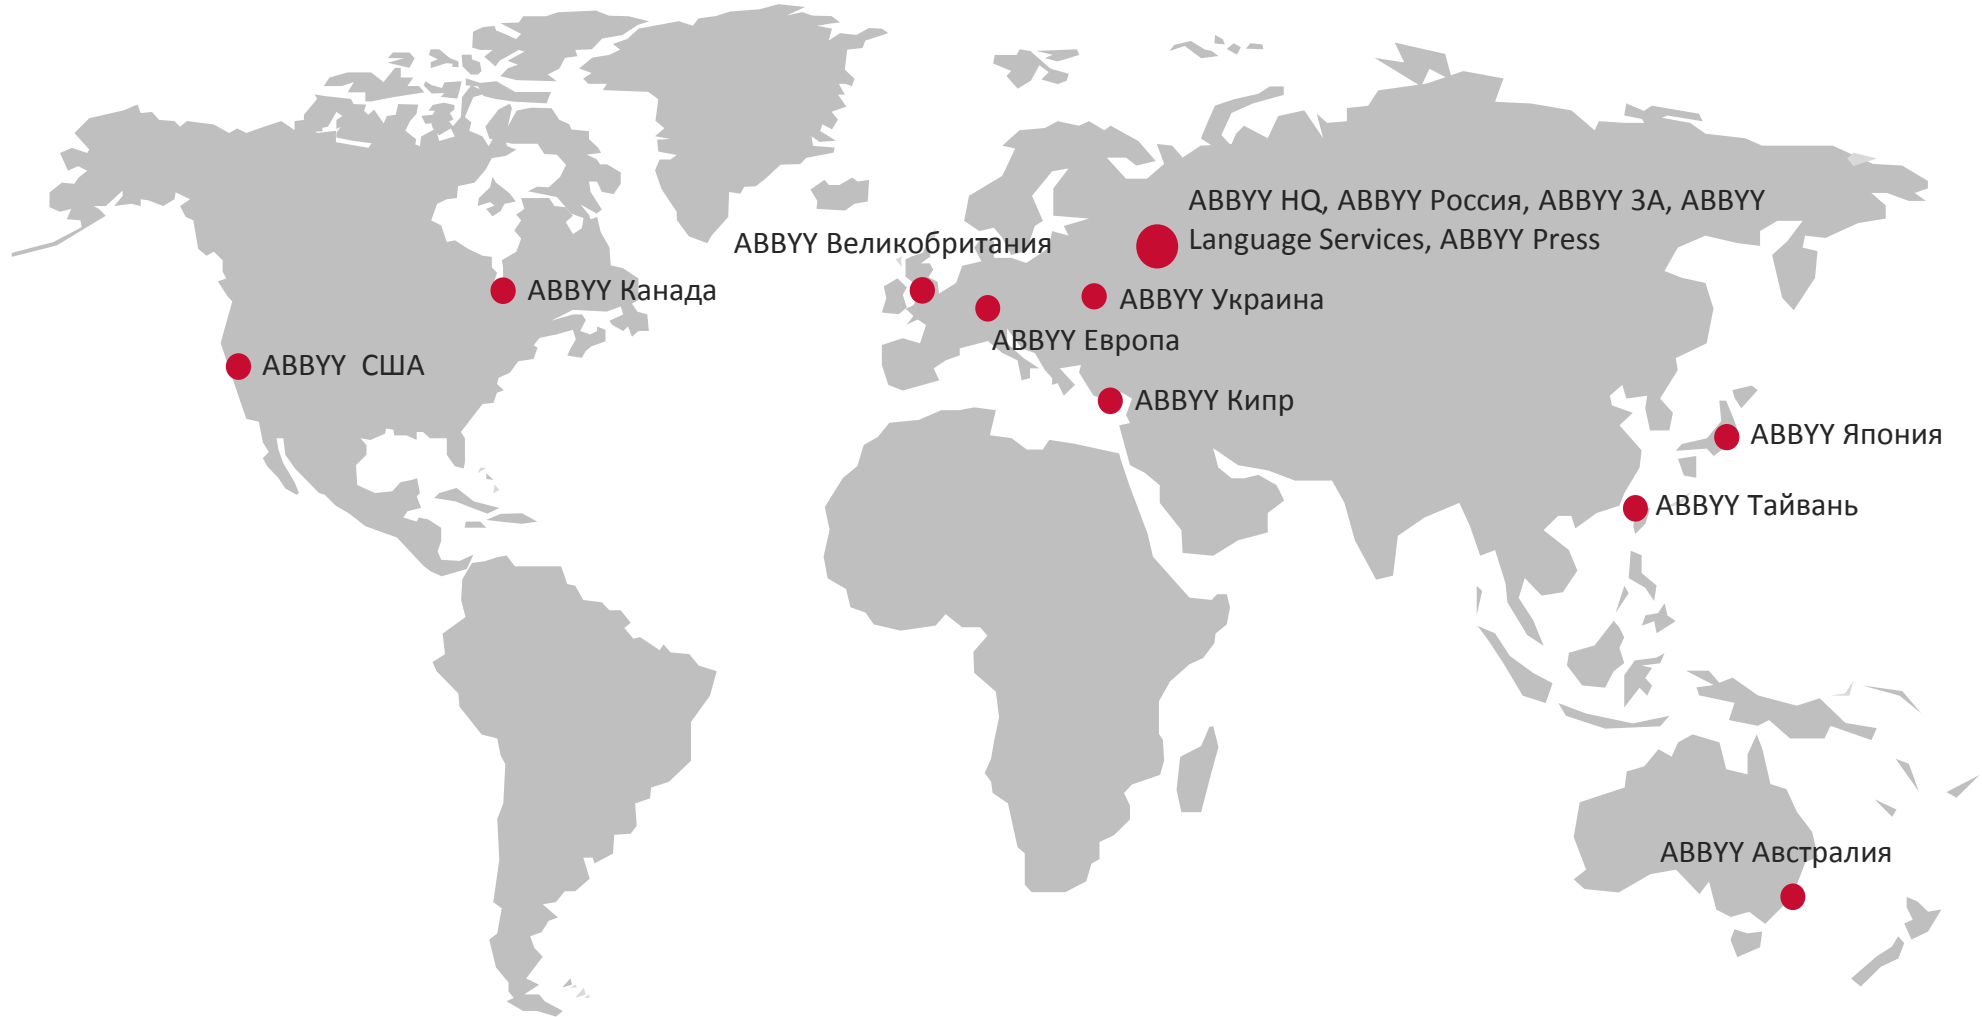 ABBYY HQ, ABBYY Россия, ABBYY 3A, ABBYY
Language Services, ABBYY Press
ABBYY Великобритания
ABBYY Канада
ABBYY Украина
ABBYY Европа
ABBYY  США
ABBYY Кипр
ABBYY Япония
ABBYY Тайвань
ABBYY Австралия